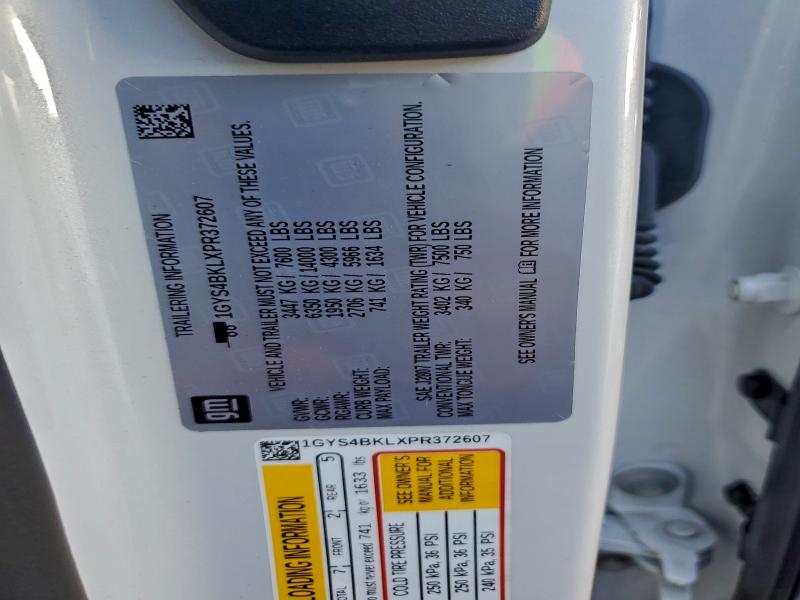 gm
TRAILERING INFORMATION
1GYS4BKLXPR372607
VEHICLE AND TRAILER MUST NOT EXCEED ANY OF THESE VALUES.
GVWR: 3447 KG / 7600 LBS
GCWR: 6350 KG / 14000 LBS
RGAWR: 1950 KG / 4300 LBS
CURB WEIGHT: 2706 KG / 5966 LBS
MAX PAYLOAD: 741 KG / 1634 LBS
SAE J2807 TRAILER WEIGHT RATING (TWR) FOR VEHICLE CONFIGURATION.
CONVENTIONAL TWR: 3402 KG / 7500 LBS
MAX TONGUE WEIGHT: 340 KG / 750 LBS
SEE OWNER'S MANUAL FOR MORE INFORMATION
1GYS4BKLXPR372607
LOADING INFORMATION
7 FRONT 2 REAR 5
must never exceed 741 kg or 1633 lbs
COLD TIRE PRESSURE
250 kPa, 36 PSI
250 kPa, 36 PSI
240 kPa, 35 PSI
SEE OWNER'S
MANUAL FOR
ADDITIONAL
INFORMATION